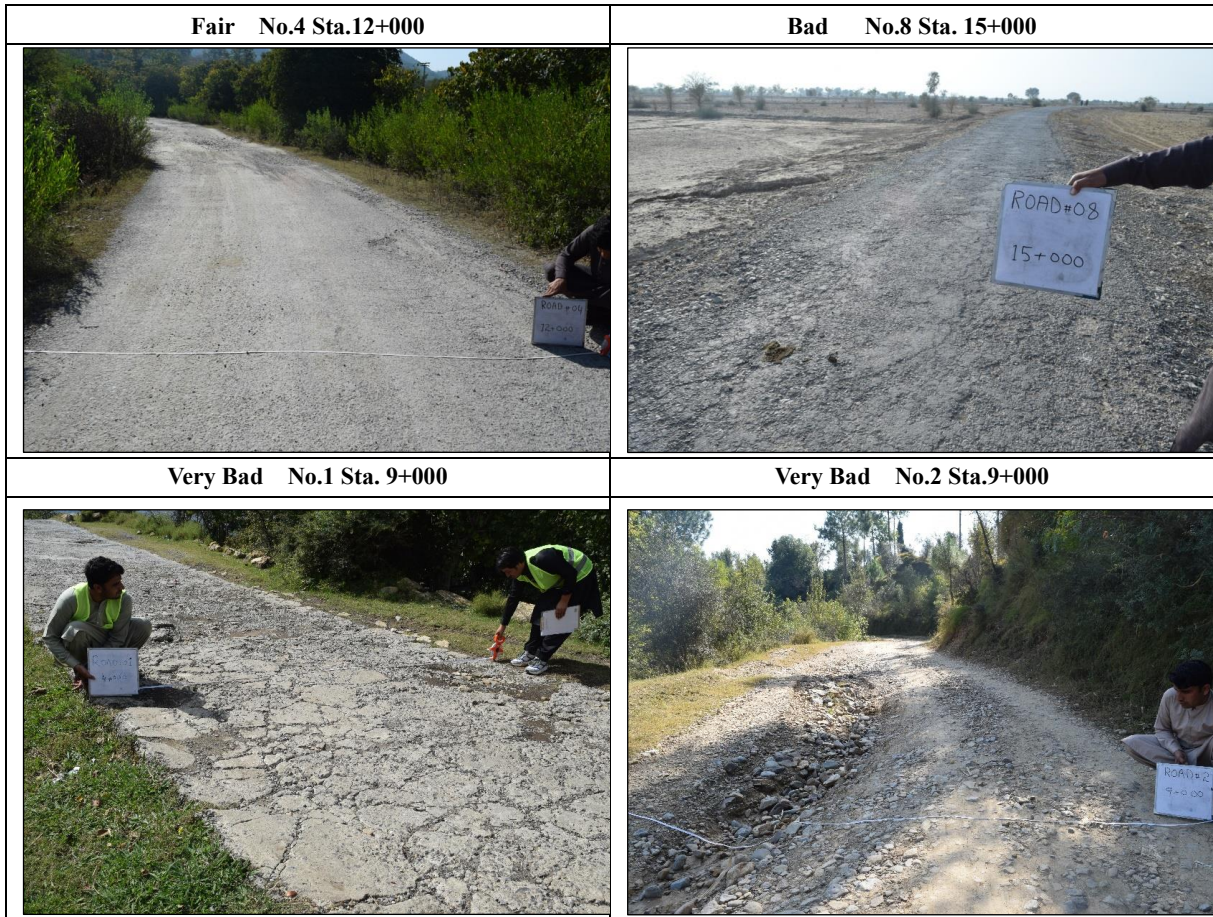 Fair No.4 Sta.12+000
Bad No.8 Sta. 15+000
ROAD#04
12+000
ROAD#08
15+000
Very Bad No.1 Sta. 9+000
Very Bad No.2 Sta.9+000
ROAD#1
ROAD#2
9+000